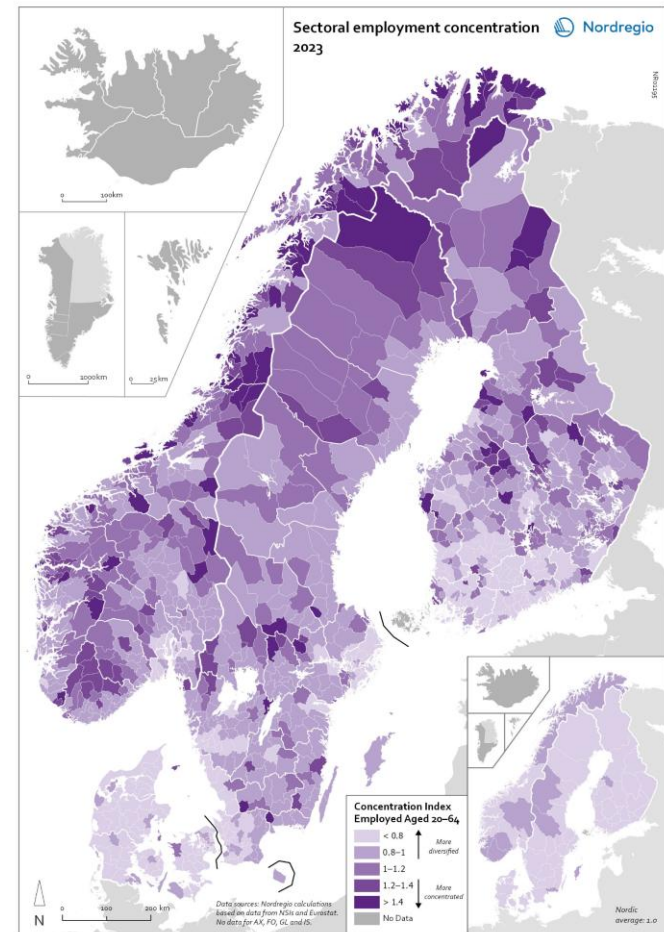 Sectoral employment concentration
2023
Nordregio
NR01195
0 100km
0 1000km
0 25 km
Concentration Index
Employed Aged 20–64
< 0.8
0.8–1
1–1.2
1.2–1.4
> 1.4
No Data
More
diversified
More
concentrated
N
0 100 200 km
Data sources: Nordregio calculations
based on data from NSIs and Eurostat.
No data for AX, FO, GL and IS.
Nordic
average: 1.0